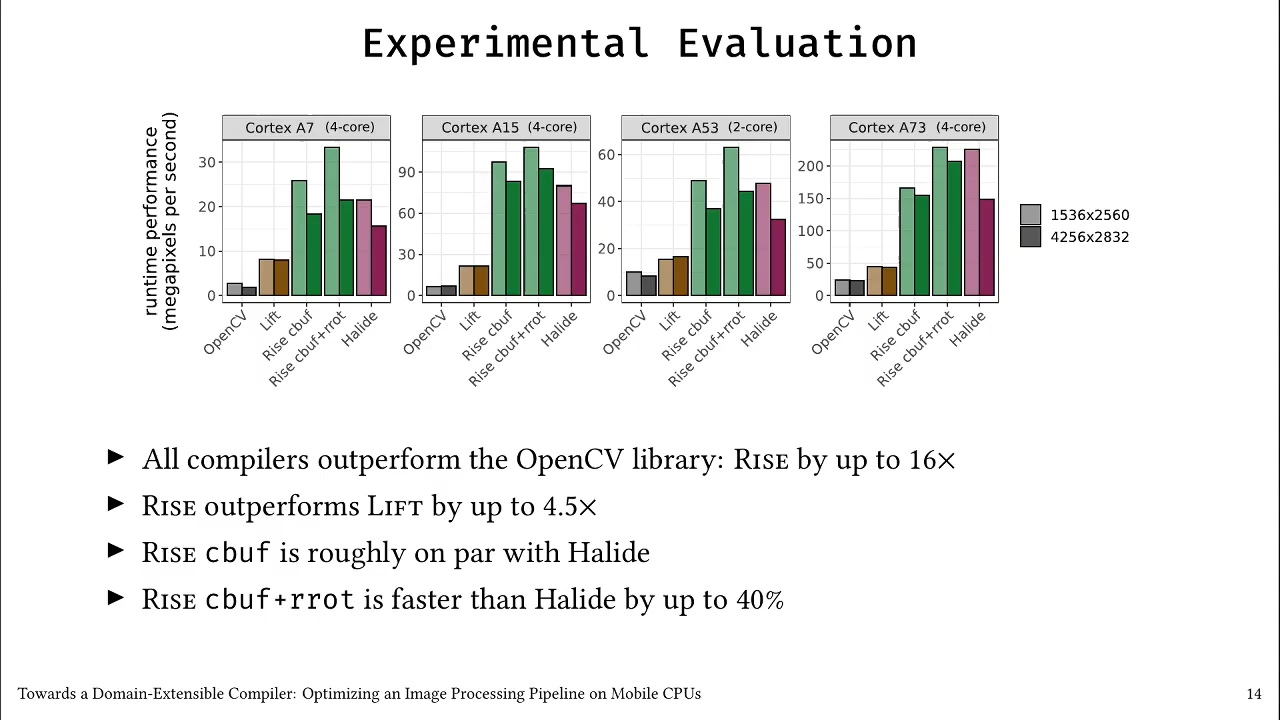 Experimental Evaluation
runtime performance
(megapixels per second)
Cortex A7 (4-core)
30
20
10
0
OpenCV
Lift
Rise cbuf
Rise cbuf+rrot
Halide
Cortex A15 (4-core)
90
60
30
0
OpenCV
Lift
Rise cbuf
Rise cbuf+rrot
Halide
Cortex A53 (2-core)
60
40
20
0
OpenCV
Lift
Rise cbuf
Rise cbuf+rrot
Halide
Cortex A73 (4-core)
200
150
100
50
0
OpenCV
Lift
Rise cbuf
Rise cbuf+rrot
Halide
1536x2560
4256x2832
▶ All compilers outperform the OpenCV library: RISE by up to 16×
▶ RISE outperforms LIFT by up to 4.5×
▶ RISE cbuf is roughly on par with Halide
▶ RISE cbuf+rrot is faster than Halide by up to 40%
Towards a Domain-Extensible Compiler: Optimizing an Image Processing Pipeline on Mobile CPUs
14